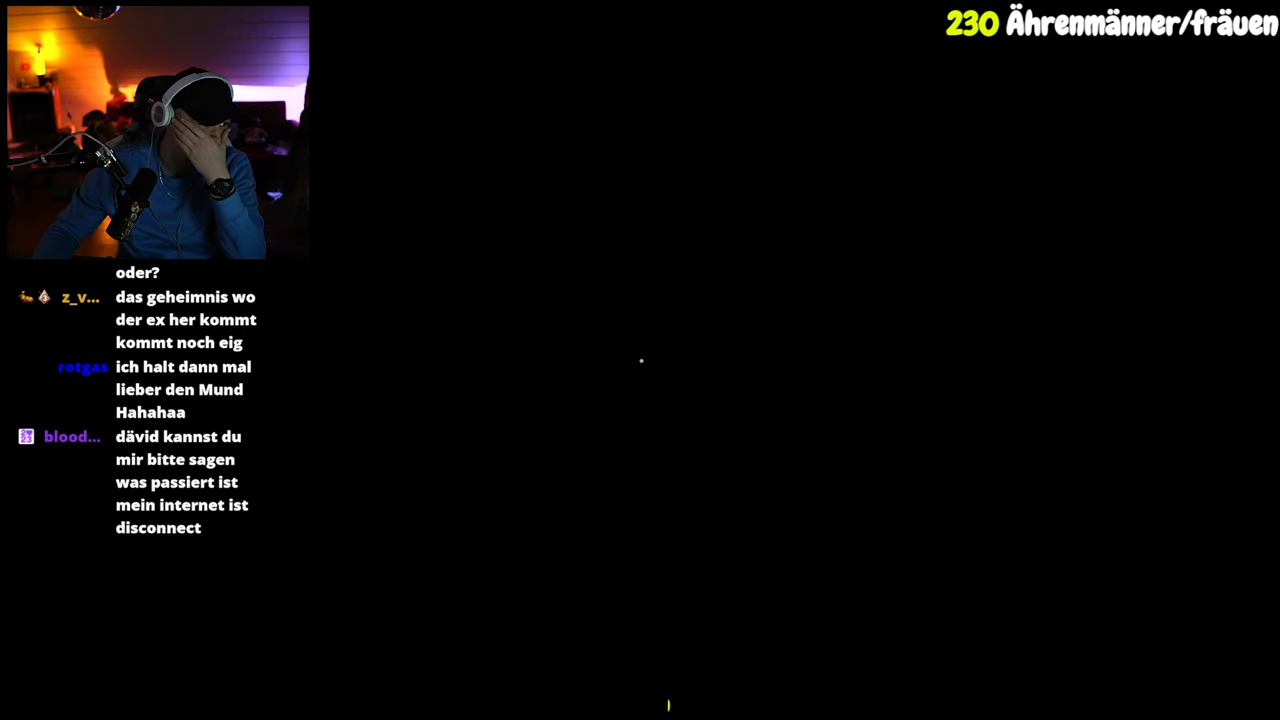 230 Ährenmänner/fräuen
oder?
z_v... das geheimnis wo
der ex her kommt
kommt noch eig
rotgas ich halt dann mal
lieber den Mund
Hahahaa
blood... dävid kannst du
mir bitte sagen
was passiert ist
mein internet ist
disconnect